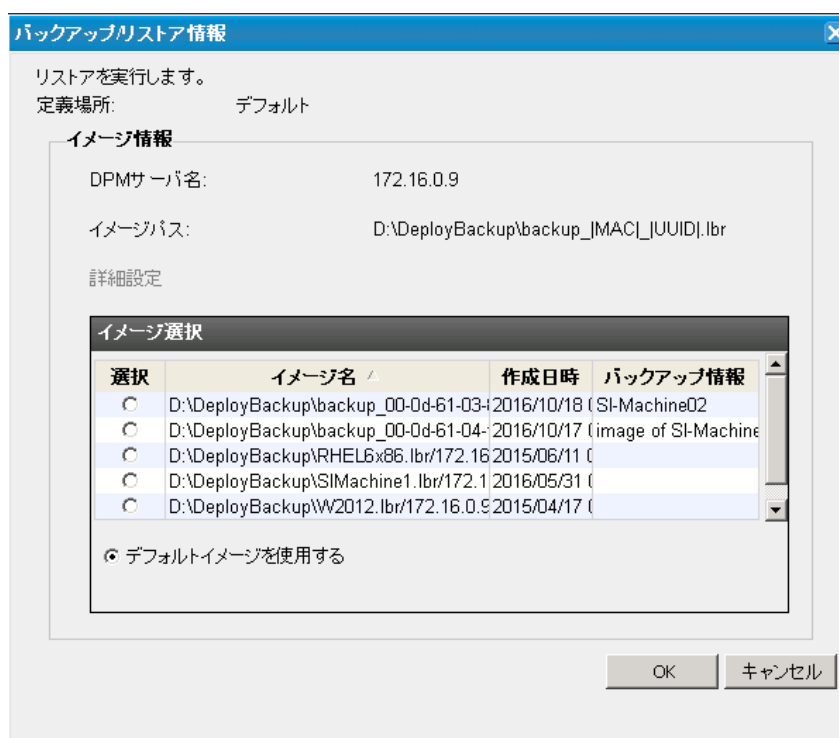 バックアップ/リストア情報
リストアを実行します。
定義場所: デフォルト
イメージ情報
DPMサーバ名: 172.16.0.9
イメージパス: D:\DeployBackup\backup_|MAC|_|UUID|.lbr
詳細設定
イメージ選択
選択 イメージ名 作成日時 バックアップ情報
D:\DeployBackup\backup_00-0d-61-03- 2016/10/18 SI-Machine02
D:\DeployBackup\backup_00-0d-61-04- 2016/10/17 image of SI-Machine
D:\DeployBackup\RHEL6x86.lbr/172.16 2015/06/11
D:\DeployBackup\SIMachine1.lbr/172.1 2016/05/31
D:\DeployBackup\W2012.lbr/172.16.0.9 2015/04/17
デフォルトイメージを使用する
OK キャンセル